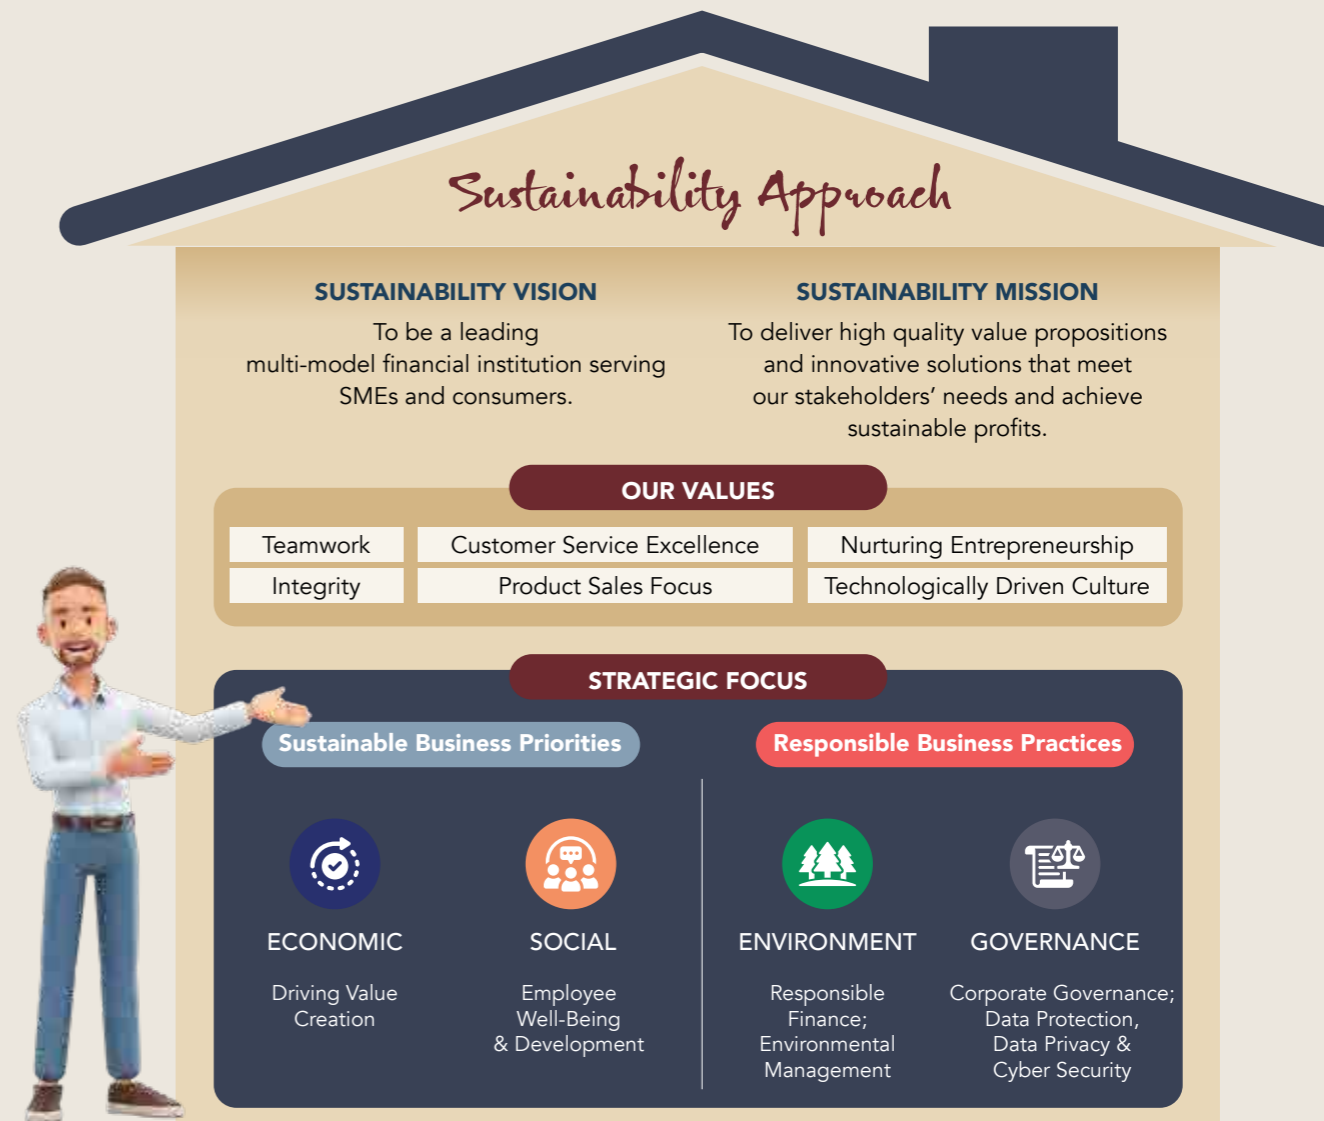 Sustainability Approach
SUSTAINABILITY VISION
To be a leading
multi-model financial institution serving
SMEs and consumers.
SUSTAINABILITY MISSION
To deliver high quality value propositions
and innovative solutions that meet
our stakeholders’ needs and achieve
sustainable profits.
OUR VALUES
Teamwork
Customer Service Excellence
Nurturing Entrepreneurship
Integrity
Product Sales Focus
Technologically Driven Culture
STRATEGIC FOCUS
Sustainable Business Priorities
ECONOMIC
Driving Value
Creation
SOCIAL
Employee
Well-Being
& Development
Responsible Business Practices
ENVIRONMENT
Responsible
Finance;
Environmental
Management
GOVERNANCE
Corporate Governance;
Data Protection,
Data Privacy &
Cyber Security